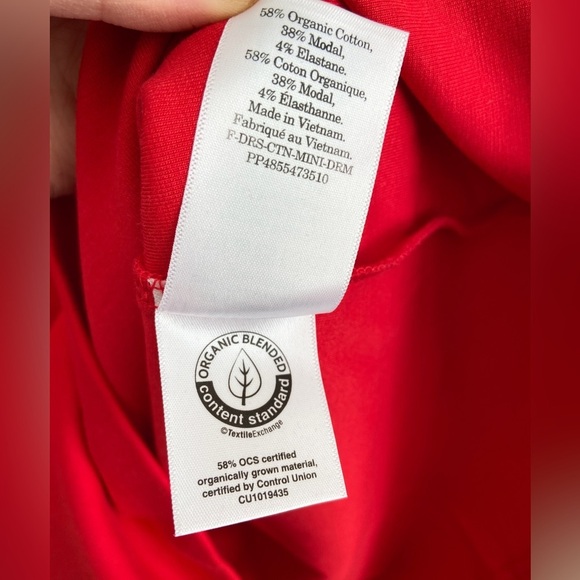 58% Organic Cotton,
38% Modal,
4% Elastane.
58% Coton Organique,
38% Modal,
4% Élasthanne.
Made in Vietnam.
Fabriqué au Vietnam.
F-DRS-CTN-MINI-DRM
PP4855473510
ORGANIC BLENDED
content standard
©TextileExchange
58% OCS certified
organically grown material,
certified by Control Union
CU1019435